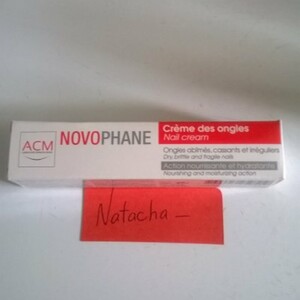 ACM
NOVOPHANE
Crème des ongles
Nail cream
Ongles abîmés, cassants et irréguliers
Dry, brittle and fragile nails
Action nourrissante et hydratante
Nourishing and moisturizing action
Natacha _